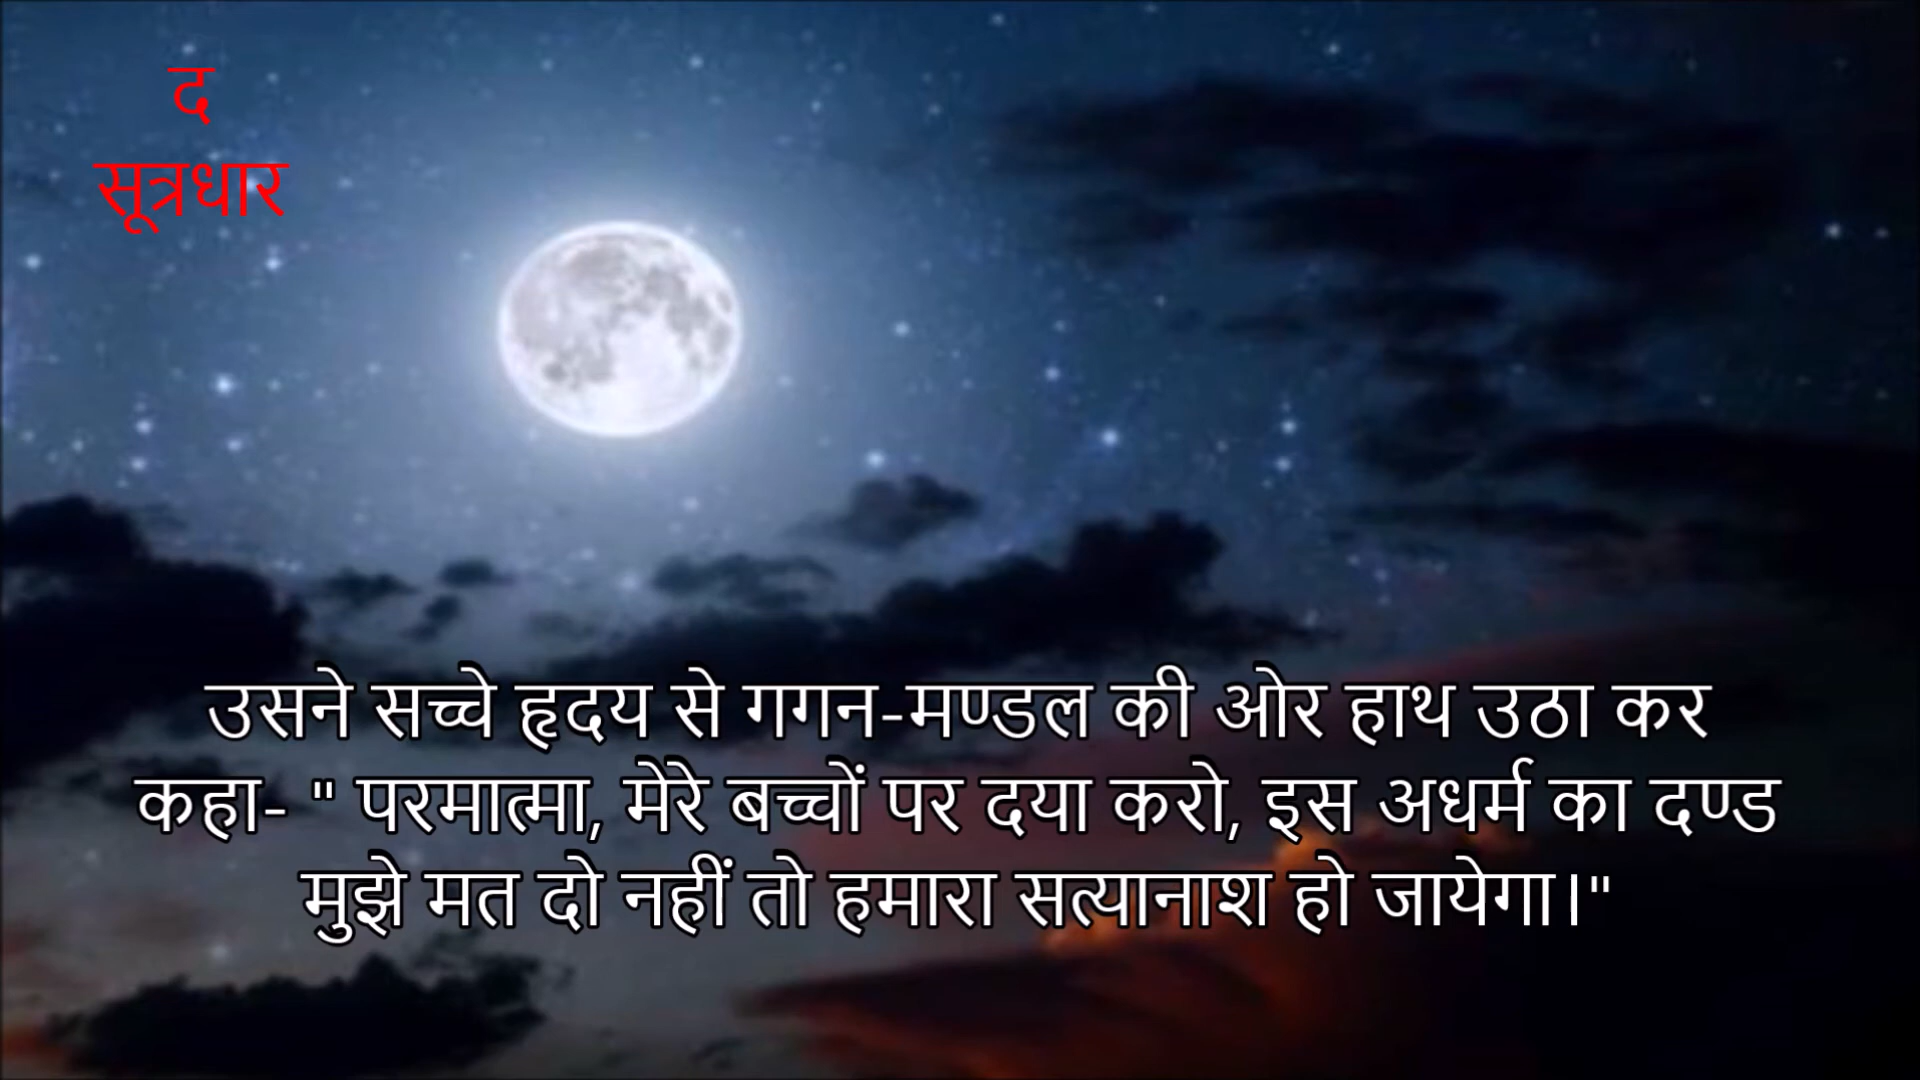 द
सूत्रधार
उसने सच्चे हृदय से गगन-मण्डल की ओर हाथ उठा कर
कहा- " परमात्मा, मेरे बच्चों पर दया करो, इस अधर्म का दण्ड
मुझे मत दो नहीं तो हमारा सत्यानाश हो जायेगा।"